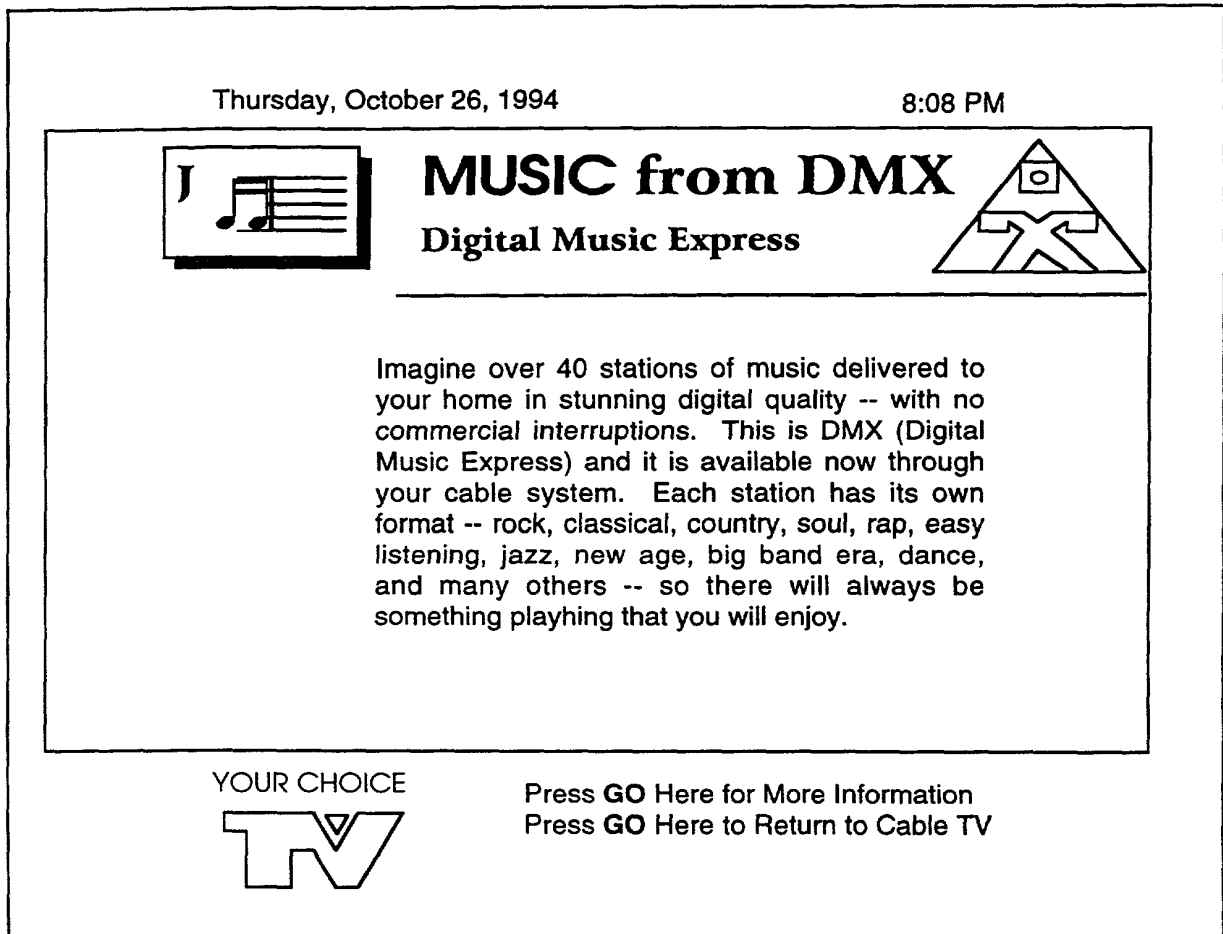 Thursday, October 26, 1994 8:08 PM
J
MUSIC from DMX
Digital Music Express
Imagine over 40 stations of music delivered to
your home in stunning digital quality -- with no
commercial interruptions. This is DMX (Digital
Music Express) and it is available now through
your cable system. Each station has its own
format -- rock, classical, country, soul, rap, easy
listening, jazz, new age, big band era, dance,
and many others -- so there will always be
something playhing that you will enjoy.
YOUR CHOICE
TV
Press GO Here for More Information
Press GO Here to Return to Cable TV